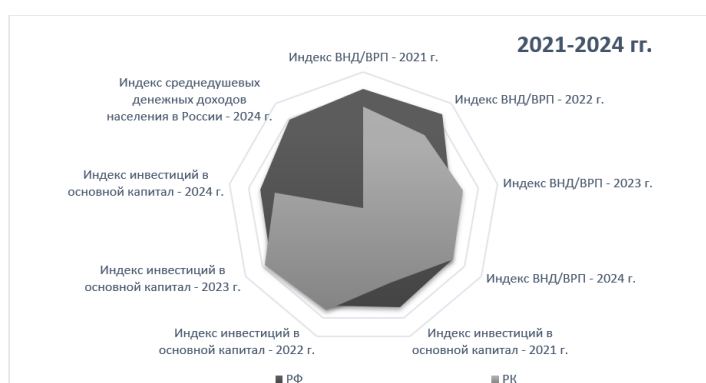 2021-2024 гг.
Индекс ВНД/ВРП - 2021 г.
Индекс ВНД/ВРП - 2022 г.
Индекс ВНД/ВРП - 2023 г.
Индекс ВНД/ВРП - 2024 г.
Индекс инвестиций в
основной капитал - 2021 г.
Индекс инвестиций в
основной капитал - 2022 г.
Индекс инвестиций в
основной капитал - 2023 г.
Индекс инвестиций в
основной капитал - 2024 г.
Индекс среднедушевых
денежных доходов
населения в России - 2024 г.
РФ
РК